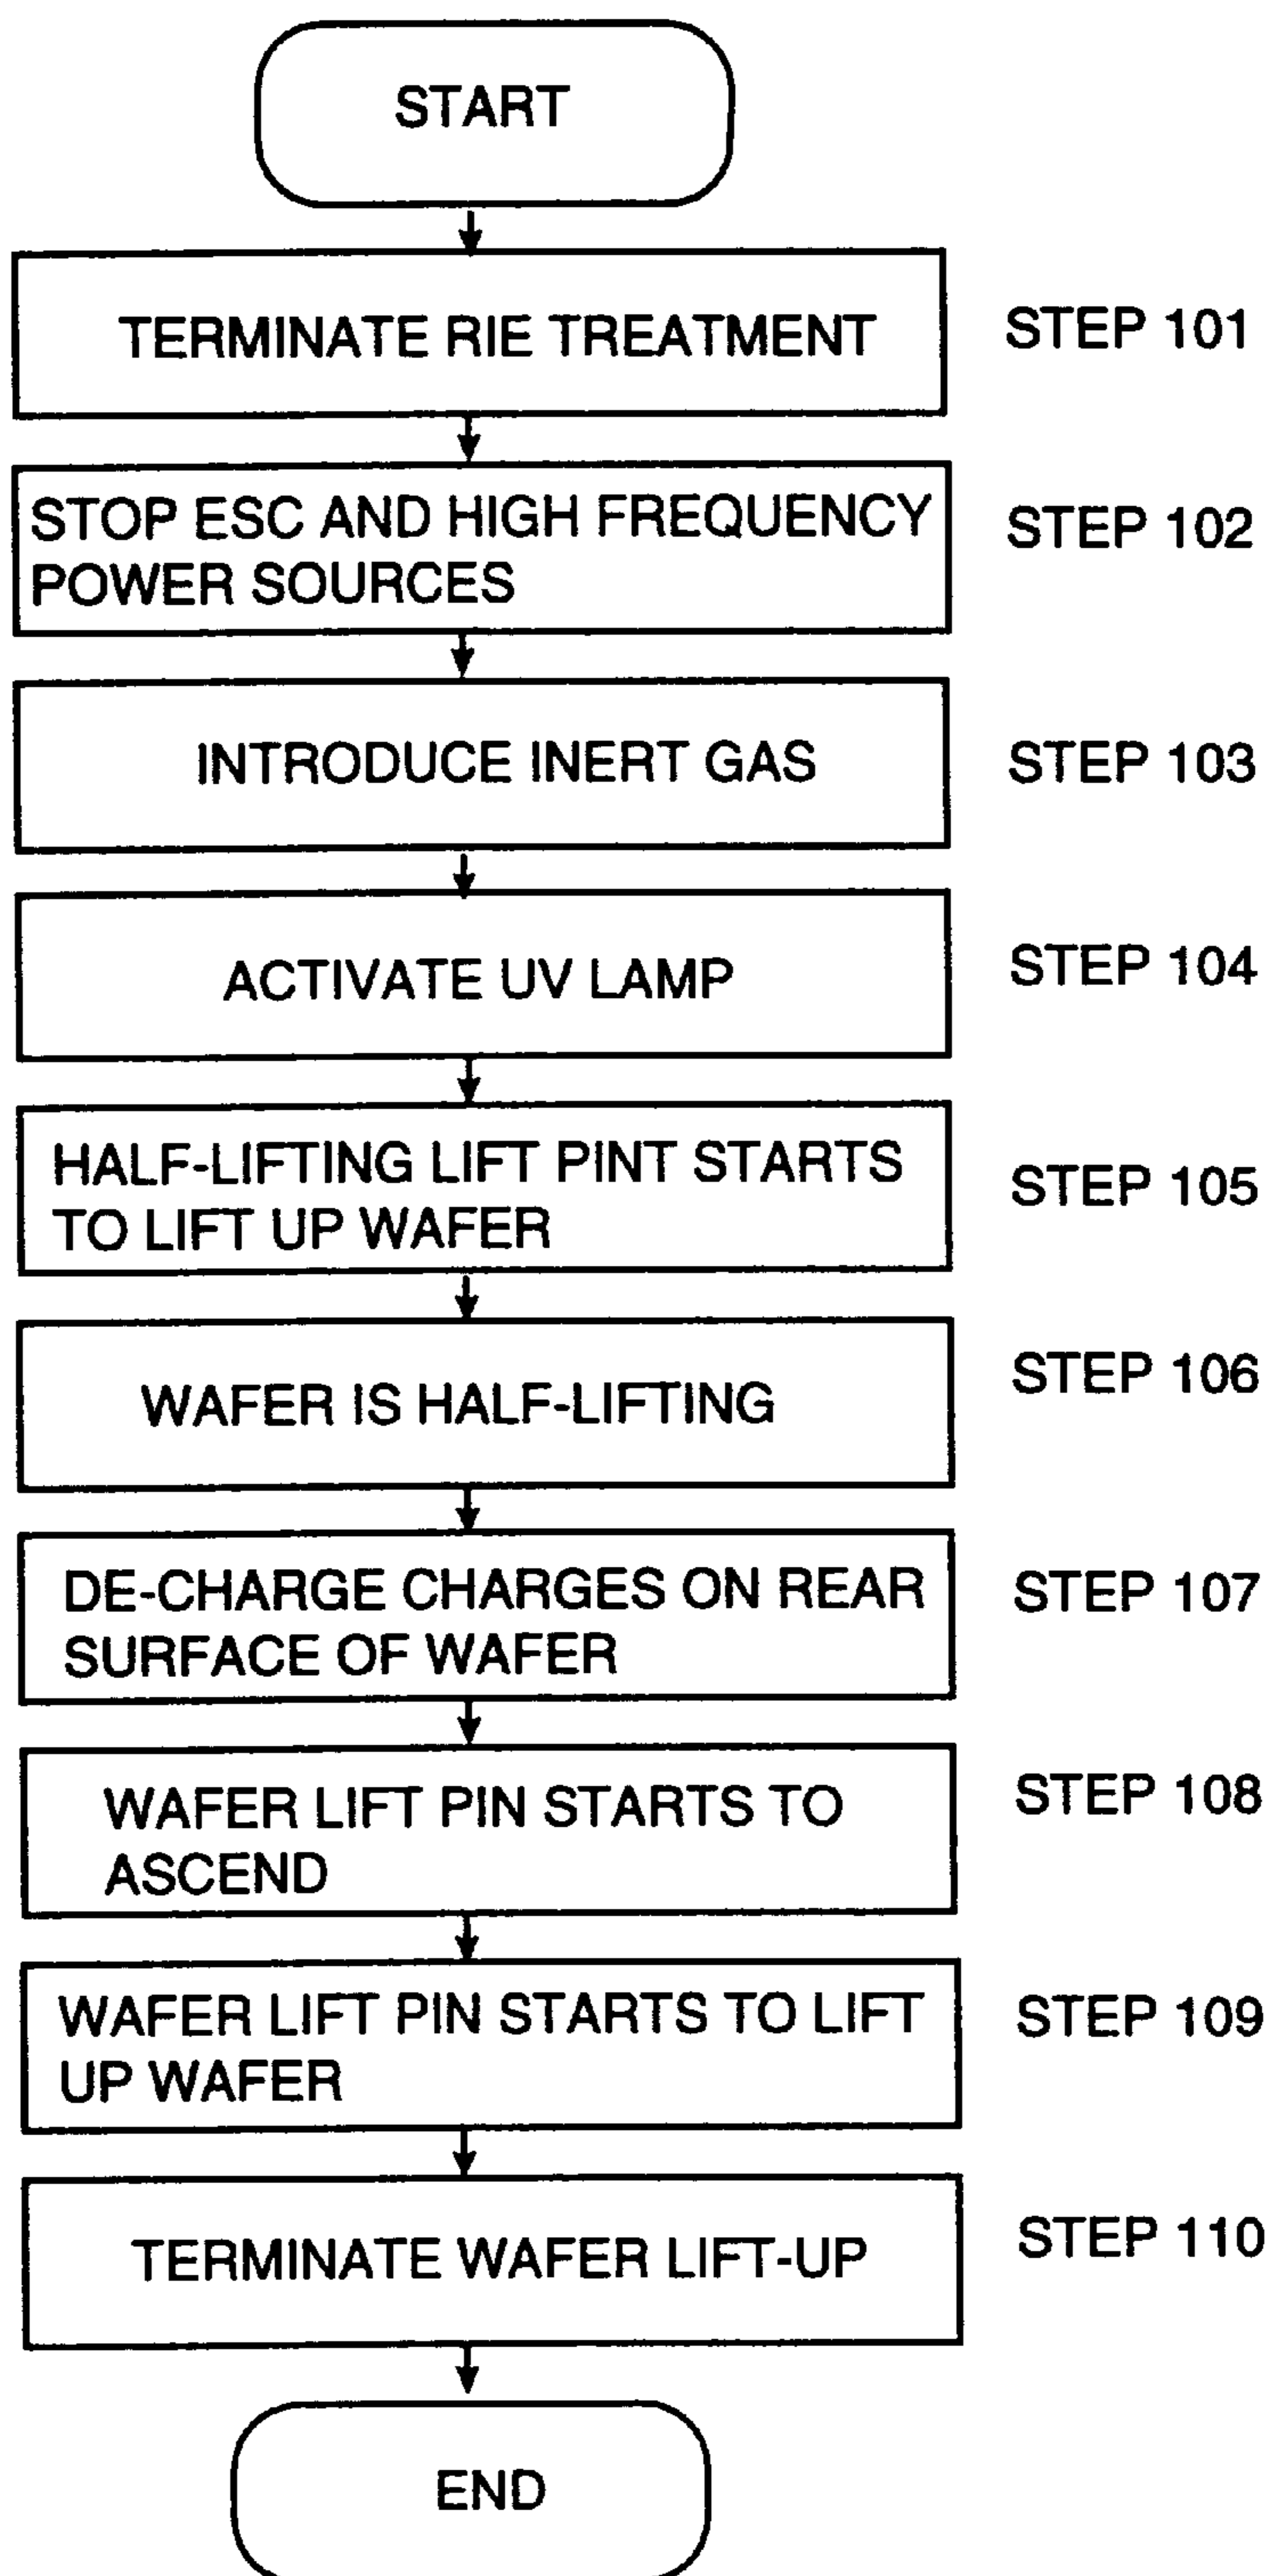 START
TERMINATE RIE TREATMENT
STEP 101
STOP ESC AND HIGH FREQUENCY
POWER SOURCES
STEP 102
INTRODUCE INERT GAS
STEP 103
ACTIVATE UV LAMP
STEP 104
HALF-LIFTING LIFT PINT STARTS
TO LIFT UP WAFER
STEP 105
WAFER IS HALF-LIFTING
STEP 106
DE-CHARGE CHARGES ON REAR
SURFACE OF WAFER
STEP 107
WAFER LIFT PIN STARTS TO
ASCEND
STEP 108
WAFER LIFT PIN STARTS TO LIFT
UP WAFER
STEP 109
TERMINATE WAFER LIFT-UP
STEP 110
END